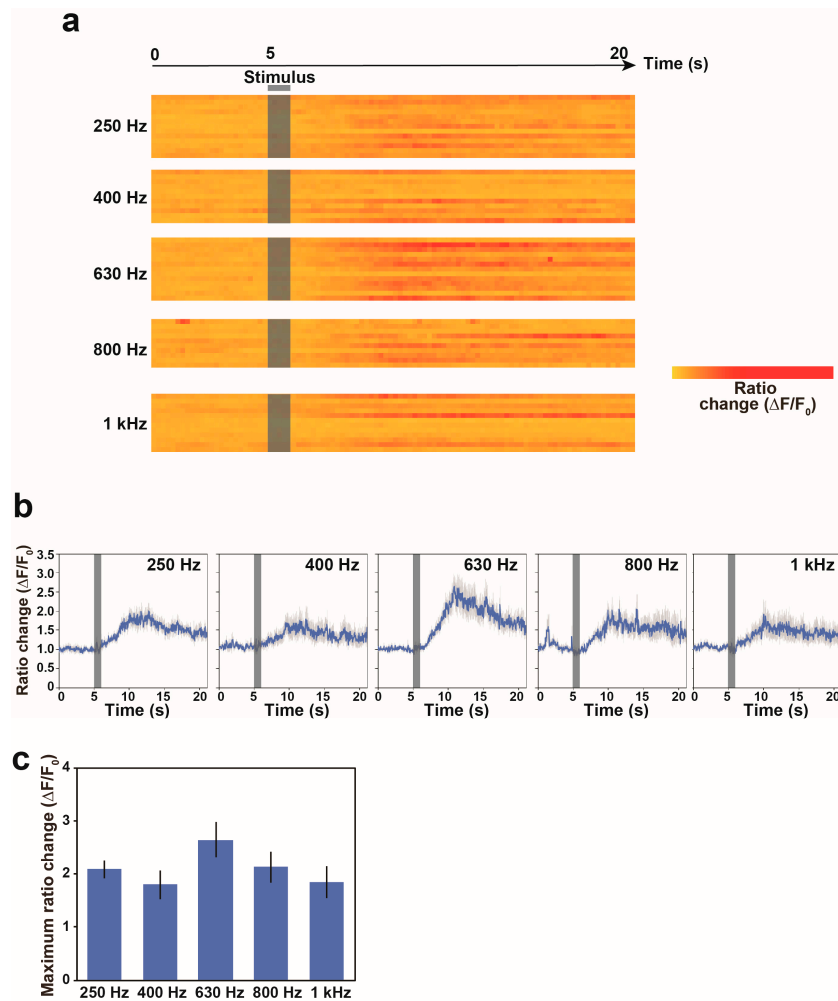 a
0 5 20 Time (s)
Stimulus
250 Hz
400 Hz
630 Hz
800 Hz
1 kHz
Ratio
change (ΔF/F0)
b
Ratio change (ΔF/F0)
3.5
3.0
2.5
2.0
1.5
1.0
0.5
0
250 Hz
0 5 10 15 20
Time (s)
400 Hz
0 5 10 15 20
Time (s)
630 Hz
0 5 10 15 20
Time (s)
800 Hz
0 5 10 15 20
Time (s)
1 kHz
0 5 10 15 20
Time (s)
c
Maximum ratio change (ΔF/F0)
4
3
2
1
0
250 Hz 400 Hz 630 Hz 800 Hz 1 kHz